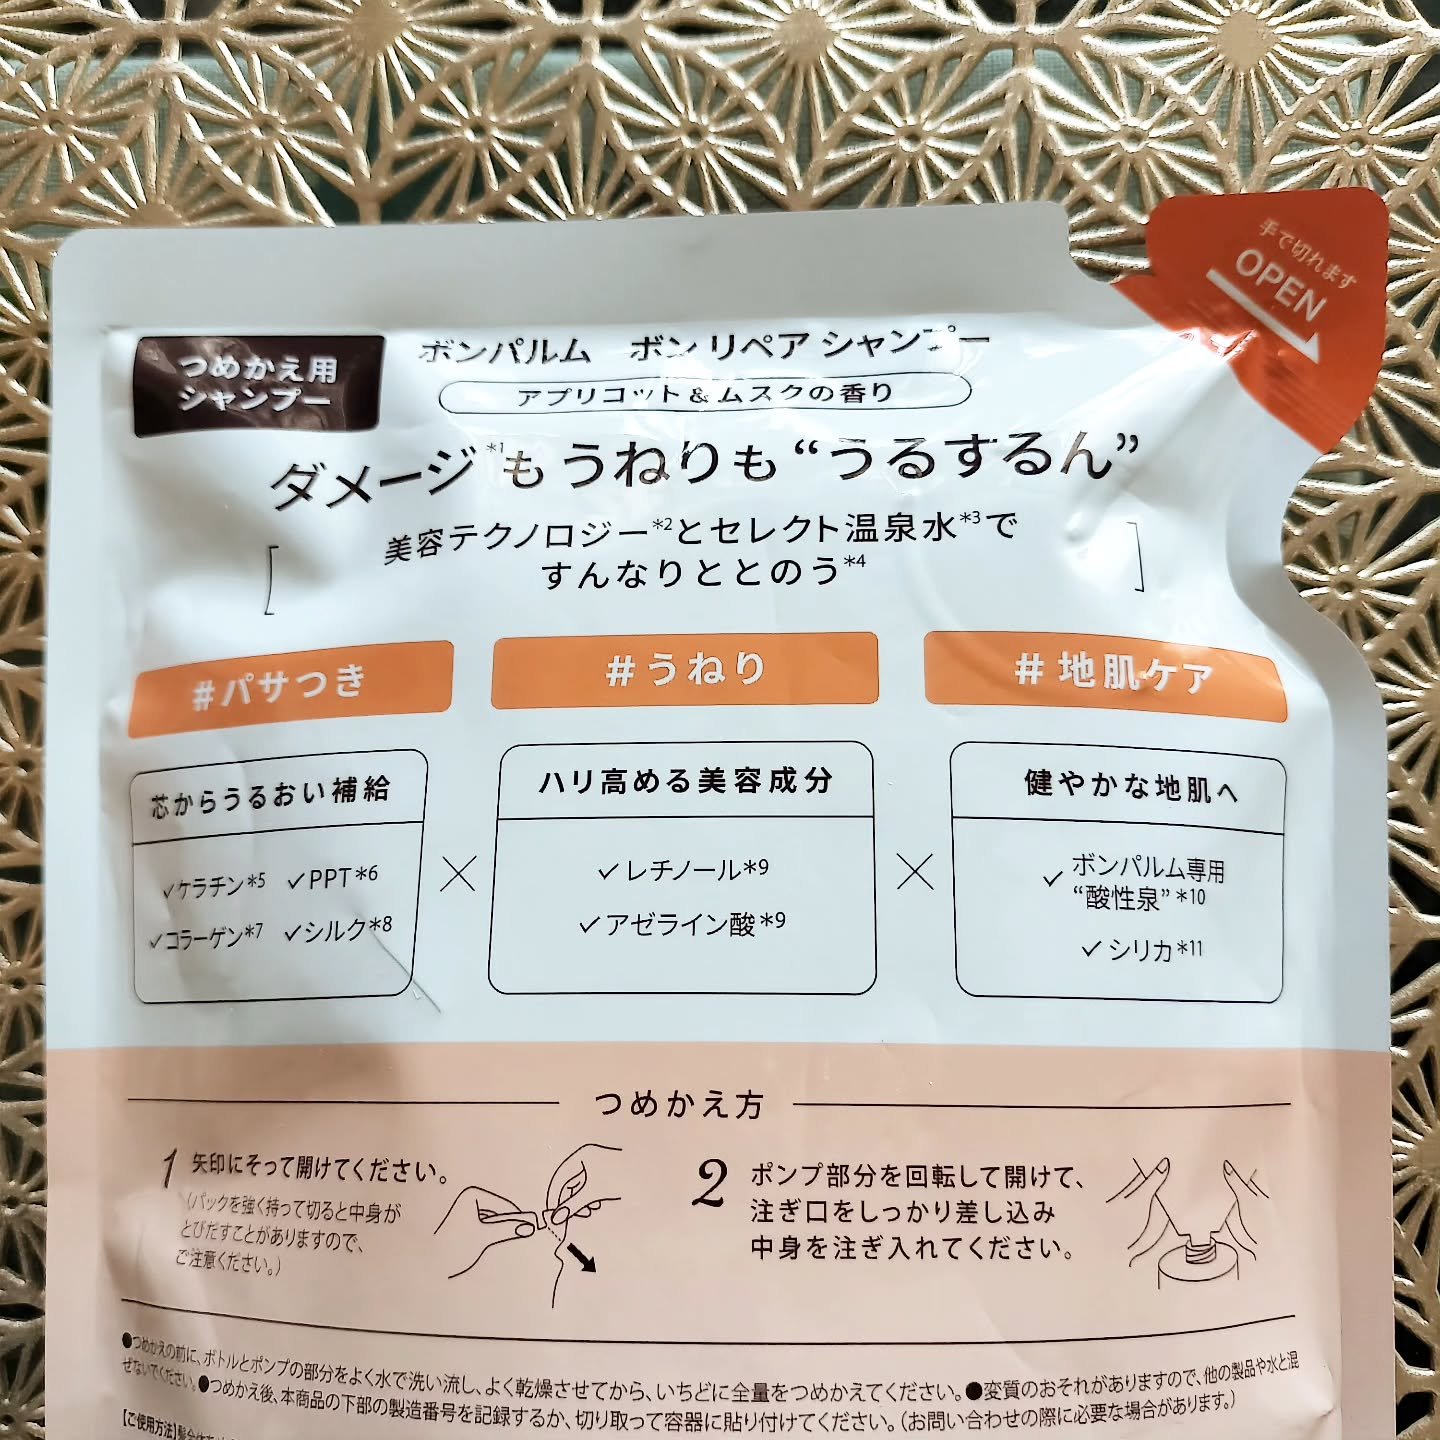 手で切れます
OPEN
つめかえ用
シャンプー
ボンパルム ボン リペア シャンプー
アプリコット&ムスクの香り
ダメージ*1もうねりも“うるするん”
美容テクノロジー*2とセレクト温泉水*3で
すんなりととのう*4
#パサつき
#うねり
#地肌ケア
芯からうるおい補給
✓ケラチン*5 ✓PPT*6
✓コラーゲン*7 ✓シルク*8
×
ハリ高める美容成分
✓レチノール*9
✓アゼライン酸*9
×
健やかな地肌へ
✓ボンパルム専用
“酸性泉”*10
✓シリカ*11
つめかえ方
1 矢印にそって開けてください。
(パックを強く持って切ると中身が
とびだすことがありますので、
ご注意ください。)
2 ポンプ部分を回転して開けて、
注ぎ口をしっかり差し込み
中身を注ぎ入れてください。
●つめかえの前に、ボトルとポンプの部分をよく水で洗い流し、よく乾燥させてから、いちどに全量をつめかえてください。●変質のおそれがありますので、他の製品や水と混
ぜないでください。●つめかえ後、本商品の下部の製造番号を記録するか、切り取って容器に貼り付けてください。(お問い合わせの際に必要な場合があります。)
【ご使用方法】